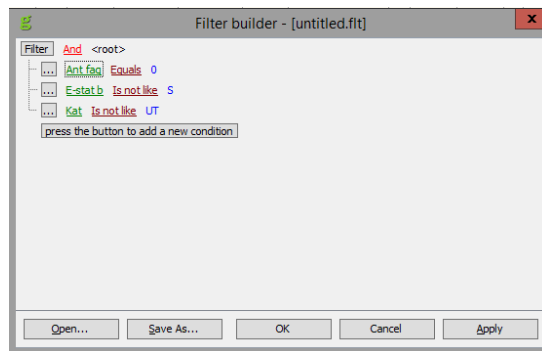 Filter builder - [untitled.flt]
x
Filter And <root>
... Ant faq Equals 0
... E-stat b Is not like S
... Kat Is not like UT
press the button to add a new condition
Open... Save As... OK Cancel Apply